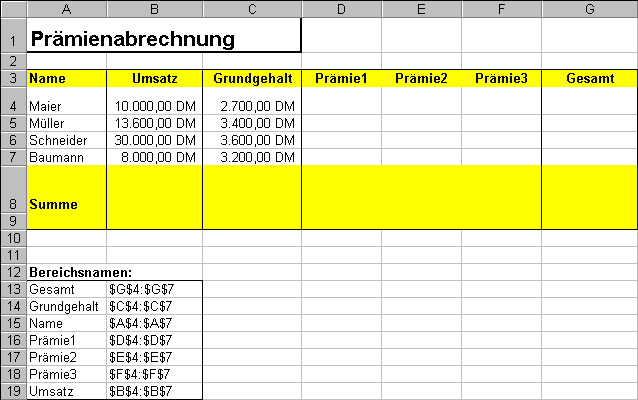 A B C D E F G
1 Prämienabrechnung
2
3 Name Umsatz Grundgehalt Prämie1 Prämie2 Prämie3 Gesamt
4 Maier 10.000,00 DM 2.700,00 DM
5 Müller 13.600,00 DM 3.400,00 DM
6 Schneider 30.000,00 DM 3.600,00 DM
7 Baumann 8.000,00 DM 3.200,00 DM
8 Summe
9
10
11
12 Bereichsnamen:
13 Gesamt $G$4:$G$7
14 Grundgehalt $C$4:$C$7
15 Name $A$4:$A$7
16 Prämie1 $D$4:$D$7
17 Prämie2 $E$4:$E$7
18 Prämie3 $F$4:$F$7
19 Umsatz $B$4:$B$7